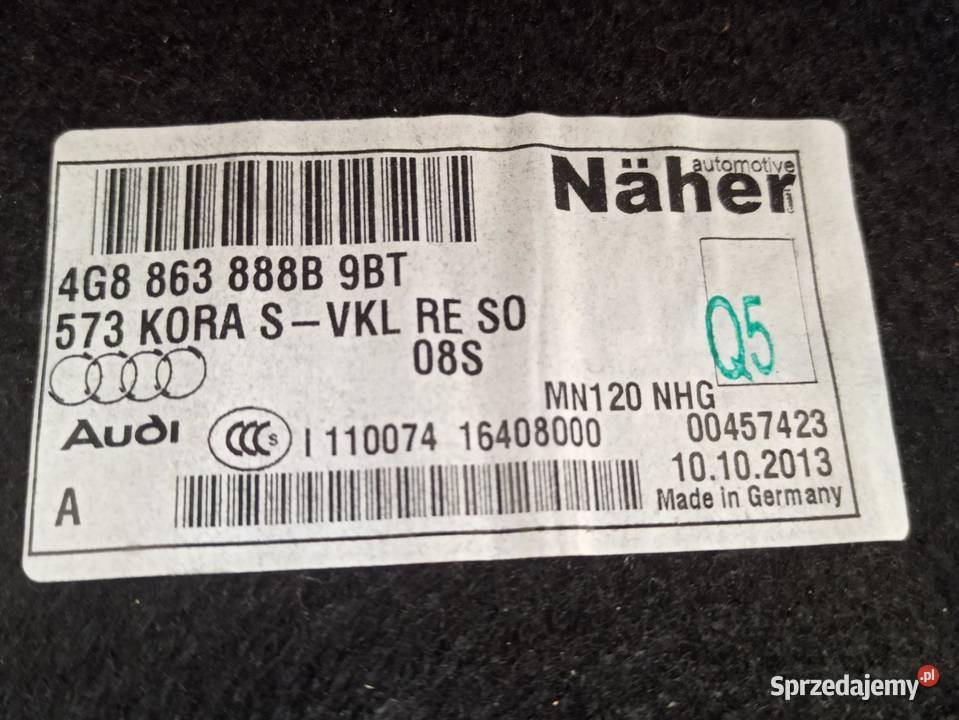 Näher
automotive
4G8 863 888B 9BT
573 KORA S-VKL RE SO
08S
Q5
MN120 NHG
Audi CCC S I 110074 16408000 00457423
10.10.2013
A
Made in Germany
Sprzedajemy.pl